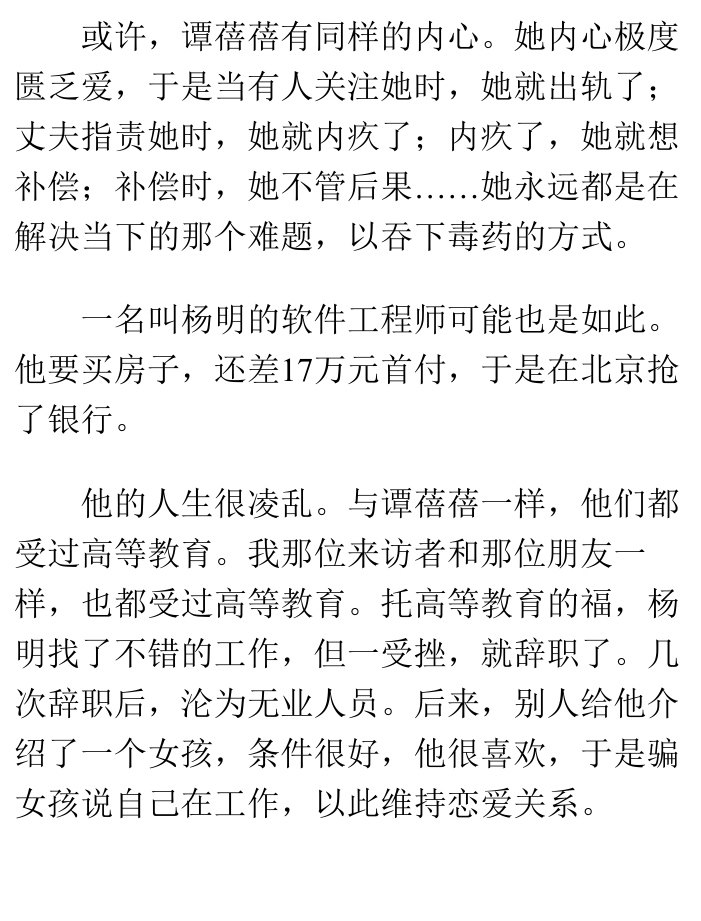 或许，谭蓓蓓有同样的内心。她内心极度
匮乏爱，于是当有人关注她时，她就出轨了；
丈夫指责她时，她就内疚了；内疚了，她就想
补偿；补偿时，她不管后果……她永远都是在
解决当下的那个难题，以吞下毒药的方式。
一名叫杨明的软件工程师可能也是如此。
他要买房子，还差17万元首付，于是在北京抢
了银行。
他的人生很凌乱。与谭蓓蓓一样，他们都
受过高等教育。我那位来访者和那位朋友一
样，也都受过高等教育。托高等教育的福，杨
明找了不错的工作，但一受挫，就辞职了。几
次辞职后，沦为无业人员。后来，别人给他介
绍了一个女孩，条件很好，他很喜欢，于是骗
女孩说自己在工作，以此维持恋爱关系。